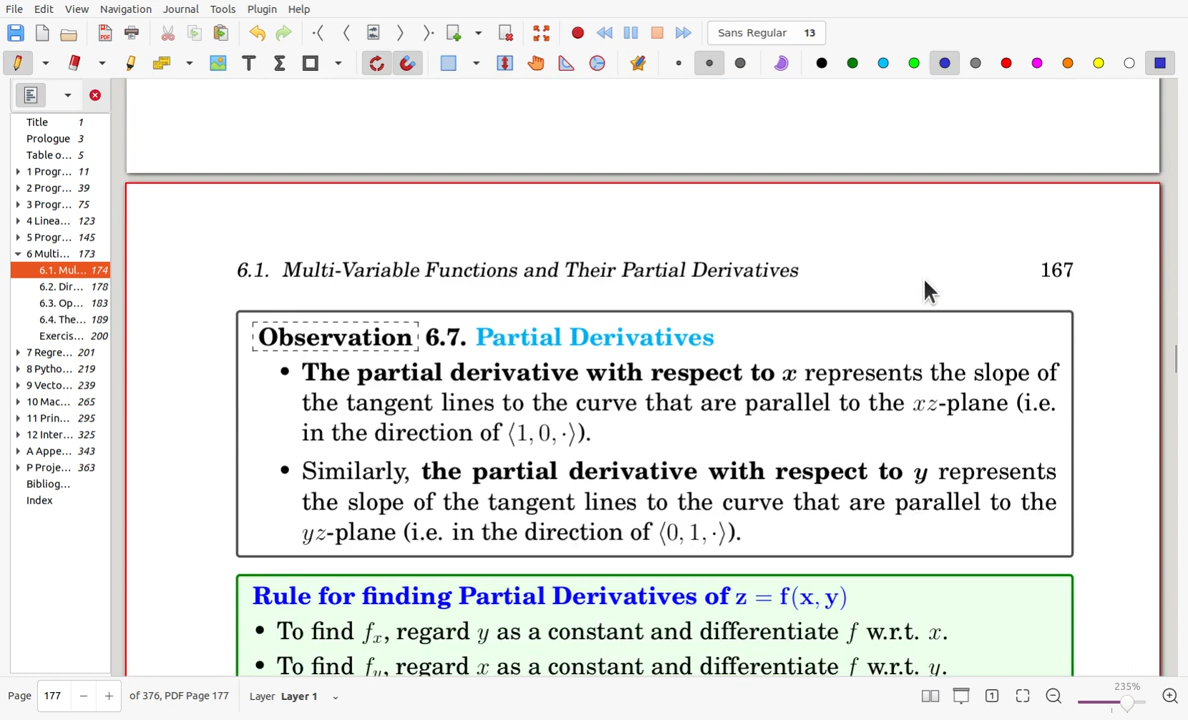 File Edit View Navigation Journal Tools Plugin Help
Sans Regular 13
Title 1
Prologue 3
Table o... 5
1 Progr... 11
2 Progr... 39
3 Progr... 75
4 Linea... 123
5 Progr... 145
6 Multi... 173
6.1. Mul... 174
6.2. Dir... 178
6.3. Op... 183
6.4. The... 189
Exercis... 200
7 Regre... 201
8 Pytho... 219
9 Vecto... 239
10 Mac... 265
11 Prin... 295
12 Inter... 325
A Appe... 343
P Proje... 363
Bibliog...
Index
6.1. Multi-Variable Functions and Their Partial Derivatives 167
Observation 6.7. Partial Derivatives
• The partial derivative with respect to x represents the slope of
the tangent lines to the curve that are parallel to the xz-plane (i.e.
in the direction of ⟨1, 0, ·⟩).
• Similarly, the partial derivative with respect to y represents
the slope of the tangent lines to the curve that are parallel to the
yz-plane (i.e. in the direction of ⟨0, 1, ·⟩).
Rule for finding Partial Derivatives of z = f(x, y)
• To find fₓ, regard y as a constant and differentiate f w.r.t. x.
• To find f_y, regard x as a constant and differentiate f w.r.t. y.
Page 177 − + of 376, PDF Page 177 Layer Layer 1
235%